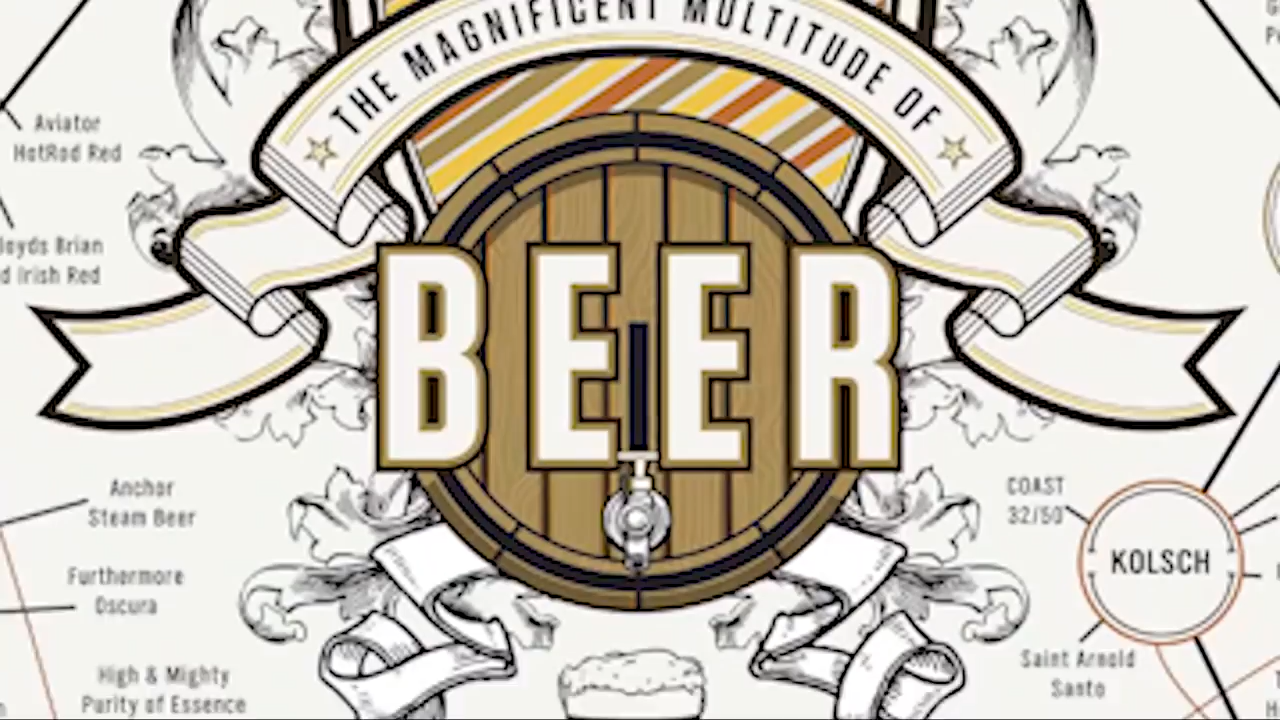 THE MAGNIFICENT MULTITUDE OF
BEER
Aviator
HotRod Red
Brian
Irish Red
Anchor
Steam Beer
Furthermore
Oscura
High & Mighty
Purity of Essence
COAST
32/50
KOLSCH
Saint Arnold
Santo